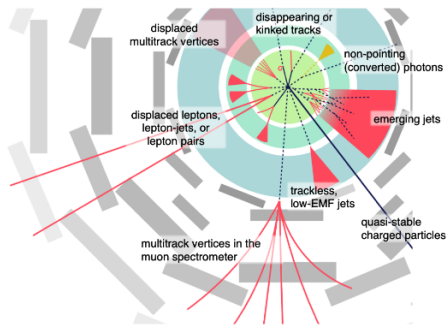 displaced
multitrack vertices
disappearing or
kinked tracks
non-pointing
(converted) photons
displaced leptons,
lepton-jets, or
lepton pairs
emerging jets
trackless,
low-EMF jets
quasi-stable
charged particles
multitrack vertices in the
muon spectrometer